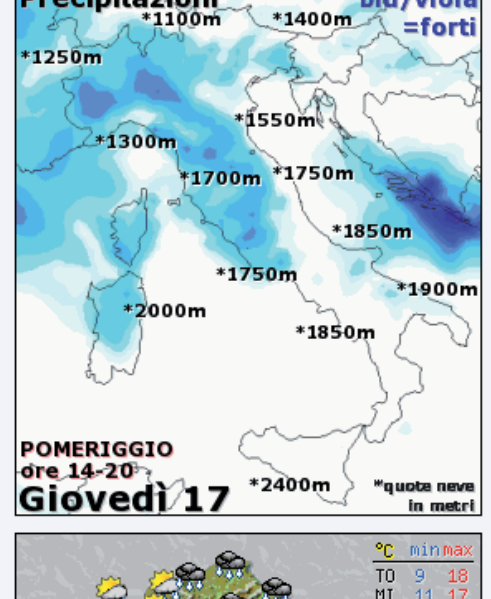 Precipitazioni
blu/viola
=forti
*1100m
*1400m
*1250m
*1550m
*1300m
*1700m
*1750m
*1850m
*1750m
*1900m
*2000m
*1850m
POMERIGGIO
ore 14-20
Giovedì 17
*2400m
*quote neve
in metri
°C min max
TO 9 18
MI 11 17